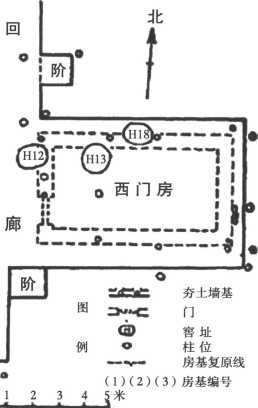 回
北
阶
H18
H12
H13
西门房
廊
阶
图例
夯土墙基
门
窖址
柱位
房基复原线
(1)(2)(3) 房基编号
1 2 3 4 5米